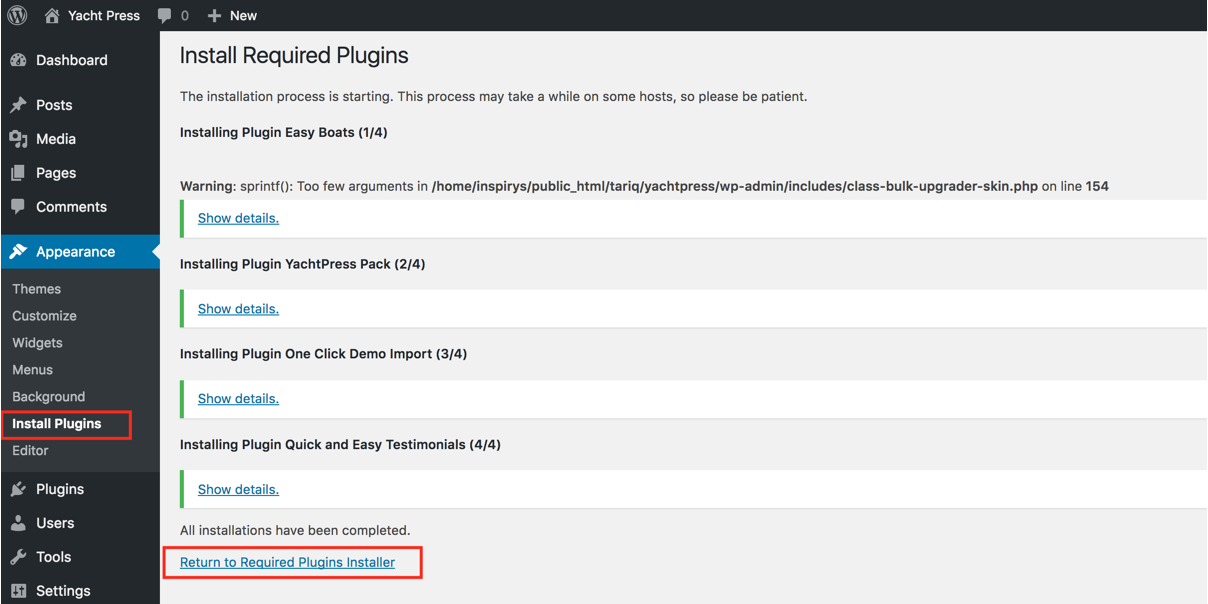 Yacht Press 0 New
Dashboard
Posts
Media
Pages
Comments
Appearance
Themes
Customize
Widgets
Menus
Background
Install Plugins
Editor
Plugins
Users
Tools
Settings
Install Required Plugins
The installation process is starting. This process may take a while on some hosts, so please be patient.
Installing Plugin Easy Boats (1/4)
Warning: sprintf(): Too few arguments in /home/inspirys/public_html/tariq/yachtpress/wp-admin/includes/class-bulk-upgrader-skin.php on line 154
Show details.
Installing Plugin YachtPress Pack (2/4)
Show details.
Installing Plugin One Click Demo Import (3/4)
Show details.
Installing Plugin Quick and Easy Testimonials (4/4)
Show details.
All installations have been completed.
Return to Required Plugins Installer